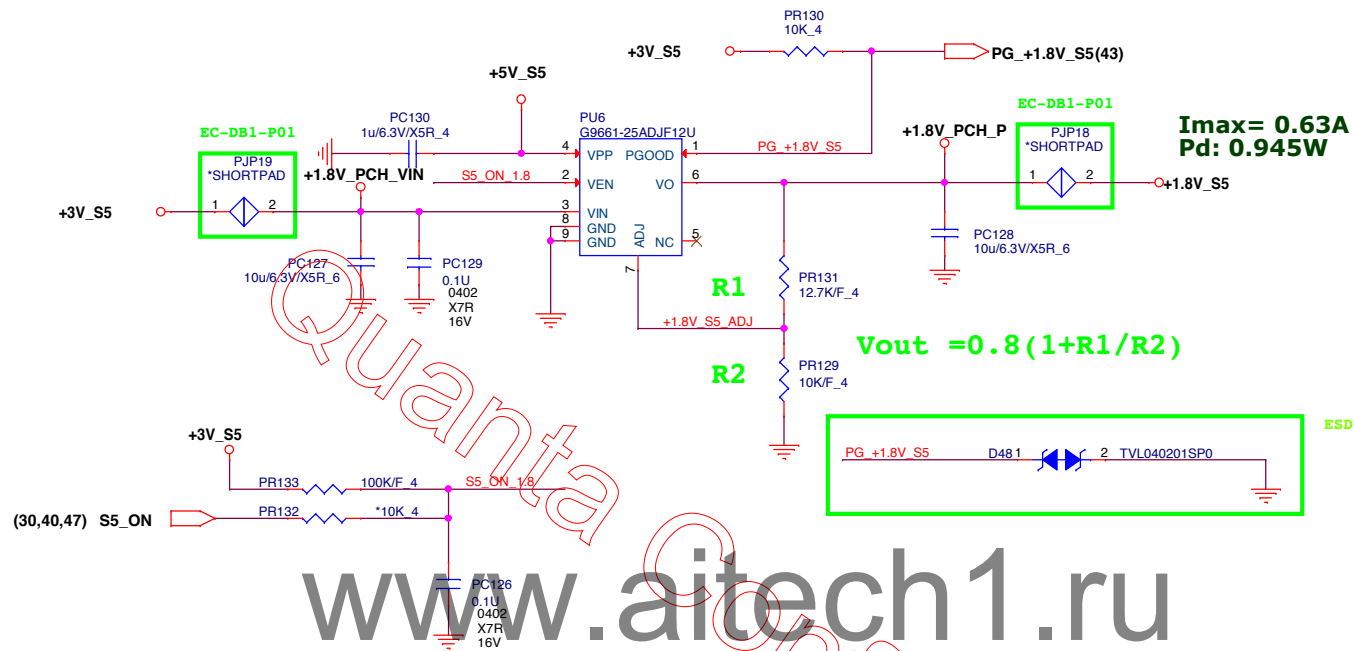 PR130
10K_4
+3V_S5
PG_+1.8V_S5(43)
+5V_S5
EC-DB1-P01
PJP19
*SHORTPAD
PC130
1u/6.3V/X5R_4
PU6
G9661-25ADJF12U
4 VPP PGOOD 1
PG_+1.8V_S5
S5_ON_1.8
2 VEN VO 6
3 VIN
8 GND
9 GND ADJ NC 5
7
+1.8V_PCH_VIN
+3V_S5
1 2
PC127
10u/6.3V/X5R_6
PC129
0.1U
0402
X7R
16V
+1.8V_PCH_P
EC-DB1-P01
PJP18
*SHORTPAD
1 2
+1.8V_S5
Imax= 0.63A
Pd: 0.945W
PC128
10u/6.3V/X5R_6
R1
PR131
12.7K/F_4
+1.8V_S5_ADJ
R2
PR129
10K/F_4
Vout =0.8(1+R1/R2)
ESD
PG_+1.8V_S5
D48 1 2 TVL040201SP0
+3V_S5
PR133 100K/F_4 S5_ON_1.8
(30,40,47) S5_ON PR132 *10K_4
PC126
0.1U
0402
X7R
16V
Quanta
www.aitech1.ru